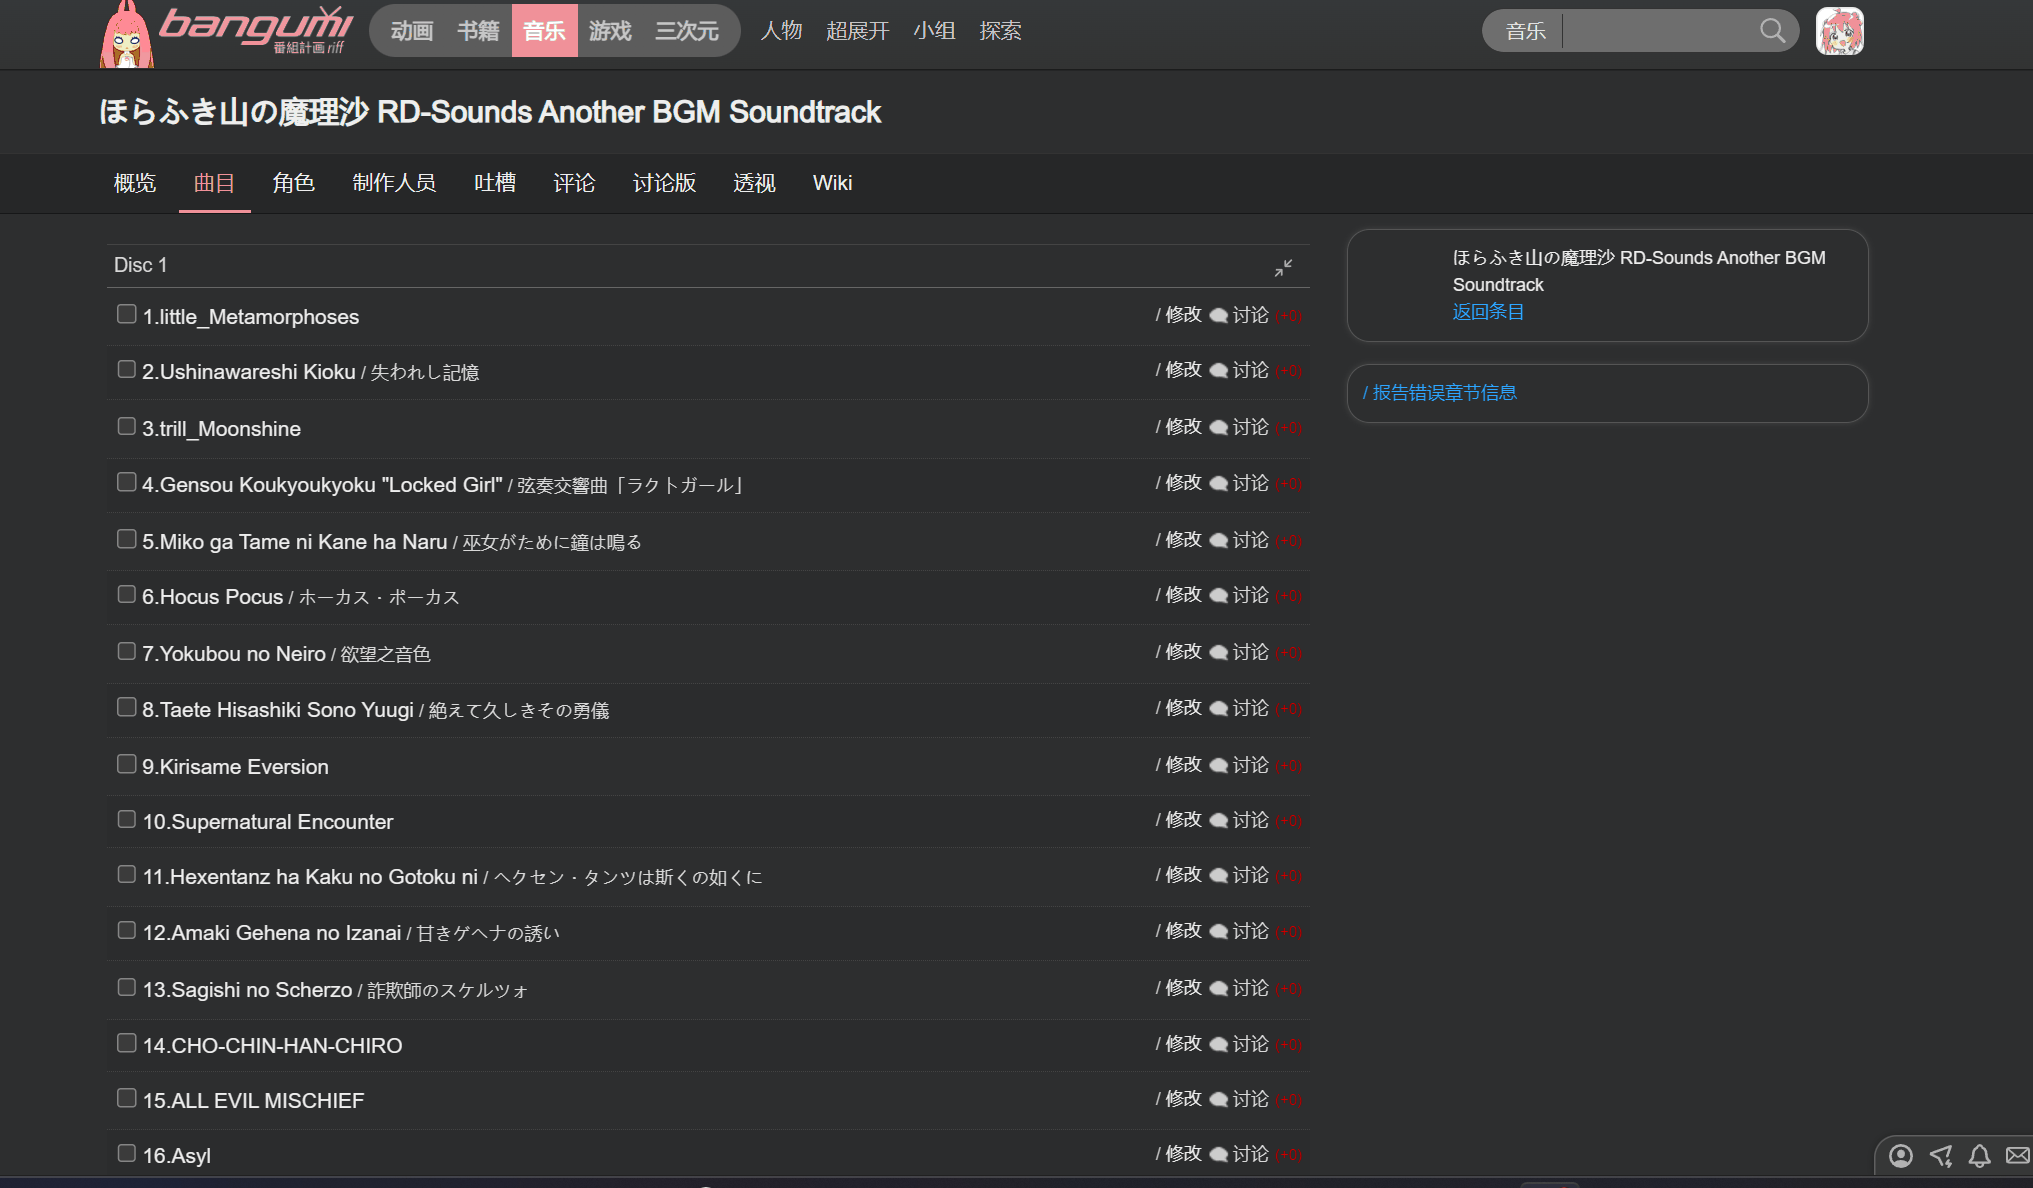 bangumi
番組計画 riff
动画 书籍 音乐 游戏 三次元 人物 超展开 小组 探索 音乐
ほらふき山の魔理沙 RD-Sounds Another BGM Soundtrack
概览 曲目 角色 制作人员 吐槽 评论 讨论版 透视 Wiki
Disc 1
1.little_Metamorphoses / 修改 讨论 (+0)
2.Ushinawareshi Kioku / 失われし記憶 / 修改 讨论 (+0)
3.trill_Moonshine / 修改 讨论 (+0)
4.Gensou Koukyoukyoku "Locked Girl" / 弦奏交響曲「ラクトガール」 / 修改 讨论 (+0)
5.Miko ga Tame ni Kane ha Naru / 巫女がために鐘は鳴る / 修改 讨论 (+0)
6.Hocus Pocus / ホーカス・ポーカス / 修改 讨论 (+0)
7.Yokubou no Neiro / 欲望之音色 / 修改 讨论 (+0)
8.Taete Hisashiki Sono Yuugi / 絶えて久しきその勇儀 / 修改 讨论 (+0)
9.Kirisame Eversion / 修改 讨论 (+0)
10.Supernatural Encounter / 修改 讨论 (+0)
11.Hexentanz ha Kaku no Gotoku ni / ヘクセン・タンツは斯くの如くに / 修改 讨论 (+0)
12.Amaki Gehena no Izanai / 甘きゲヘナの誘い / 修改 讨论 (+0)
13.Sagishi no Scherzo / 詐欺師のスケルツォ / 修改 讨论 (+0)
14.CHO-CHIN-HAN-CHIRO / 修改 讨论 (+0)
15.ALL EVIL MISCHIEF / 修改 讨论 (+0)
16.Asyl / 修改 讨论 (+0)
ほらふき山の魔理沙 RD-Sounds Another BGM
Soundtrack
返回条目
/ 报告错误章节信息